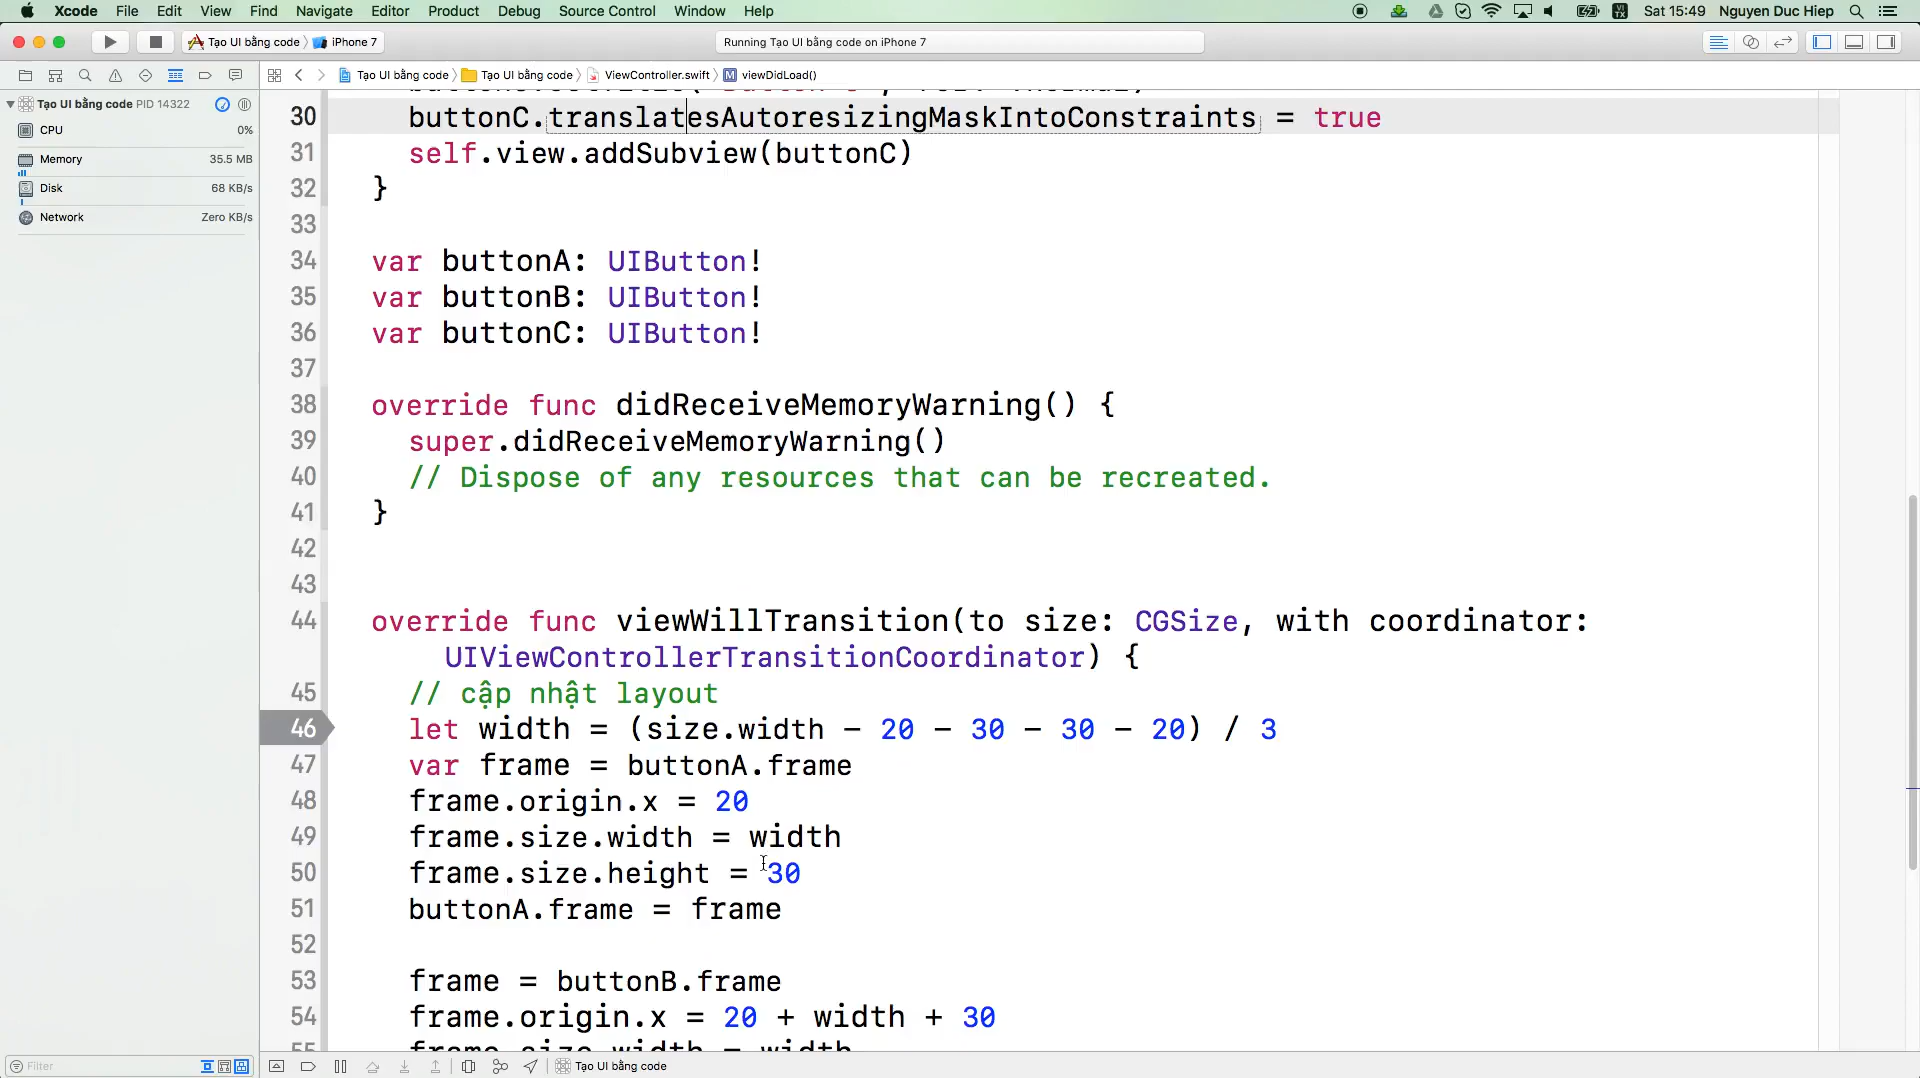 Xcode File Edit View Find Navigate Editor Product Debug Source Control Window Help
Sat 15:49 Nguyen Duc Hiep
Tạo UI bằng code iPhone 7
Running Tạo UI bằng code on iPhone 7
Tạo UI bằng code Tạo UI bằng code ViewController.swift M viewDidLoad()
Tạo UI bằng code PID 14322
CPU 0%
Memory 35.5 MB
Disk 68 KB/s
Network Zero KB/s
30 buttonC.translatesAutoresizingMaskIntoConstraints = true
31 self.view.addSubview(buttonC)
32 }
33
34 var buttonA: UIButton!
35 var buttonB: UIButton!
36 var buttonC: UIButton!
37
38 override func didReceiveMemoryWarning() {
39 super.didReceiveMemoryWarning()
40 // Dispose of any resources that can be recreated.
41 }
42
43
44 override func viewWillTransition(to size: CGSize, with coordinator:
UIViewControllerTransitionCoordinator) {
45 // cập nhật layout
46 let width = (size.width - 20 - 30 - 30 - 20) / 3
47 var frame = buttonA.frame
48 frame.origin.x = 20
49 frame.size.width = width
50 frame.size.height = 30
51 buttonA.frame = frame
52
53 frame = buttonB.frame
54 frame.origin.x = 20 + width + 30
55 frame.size.width = width
Filter
Tạo UI bằng code